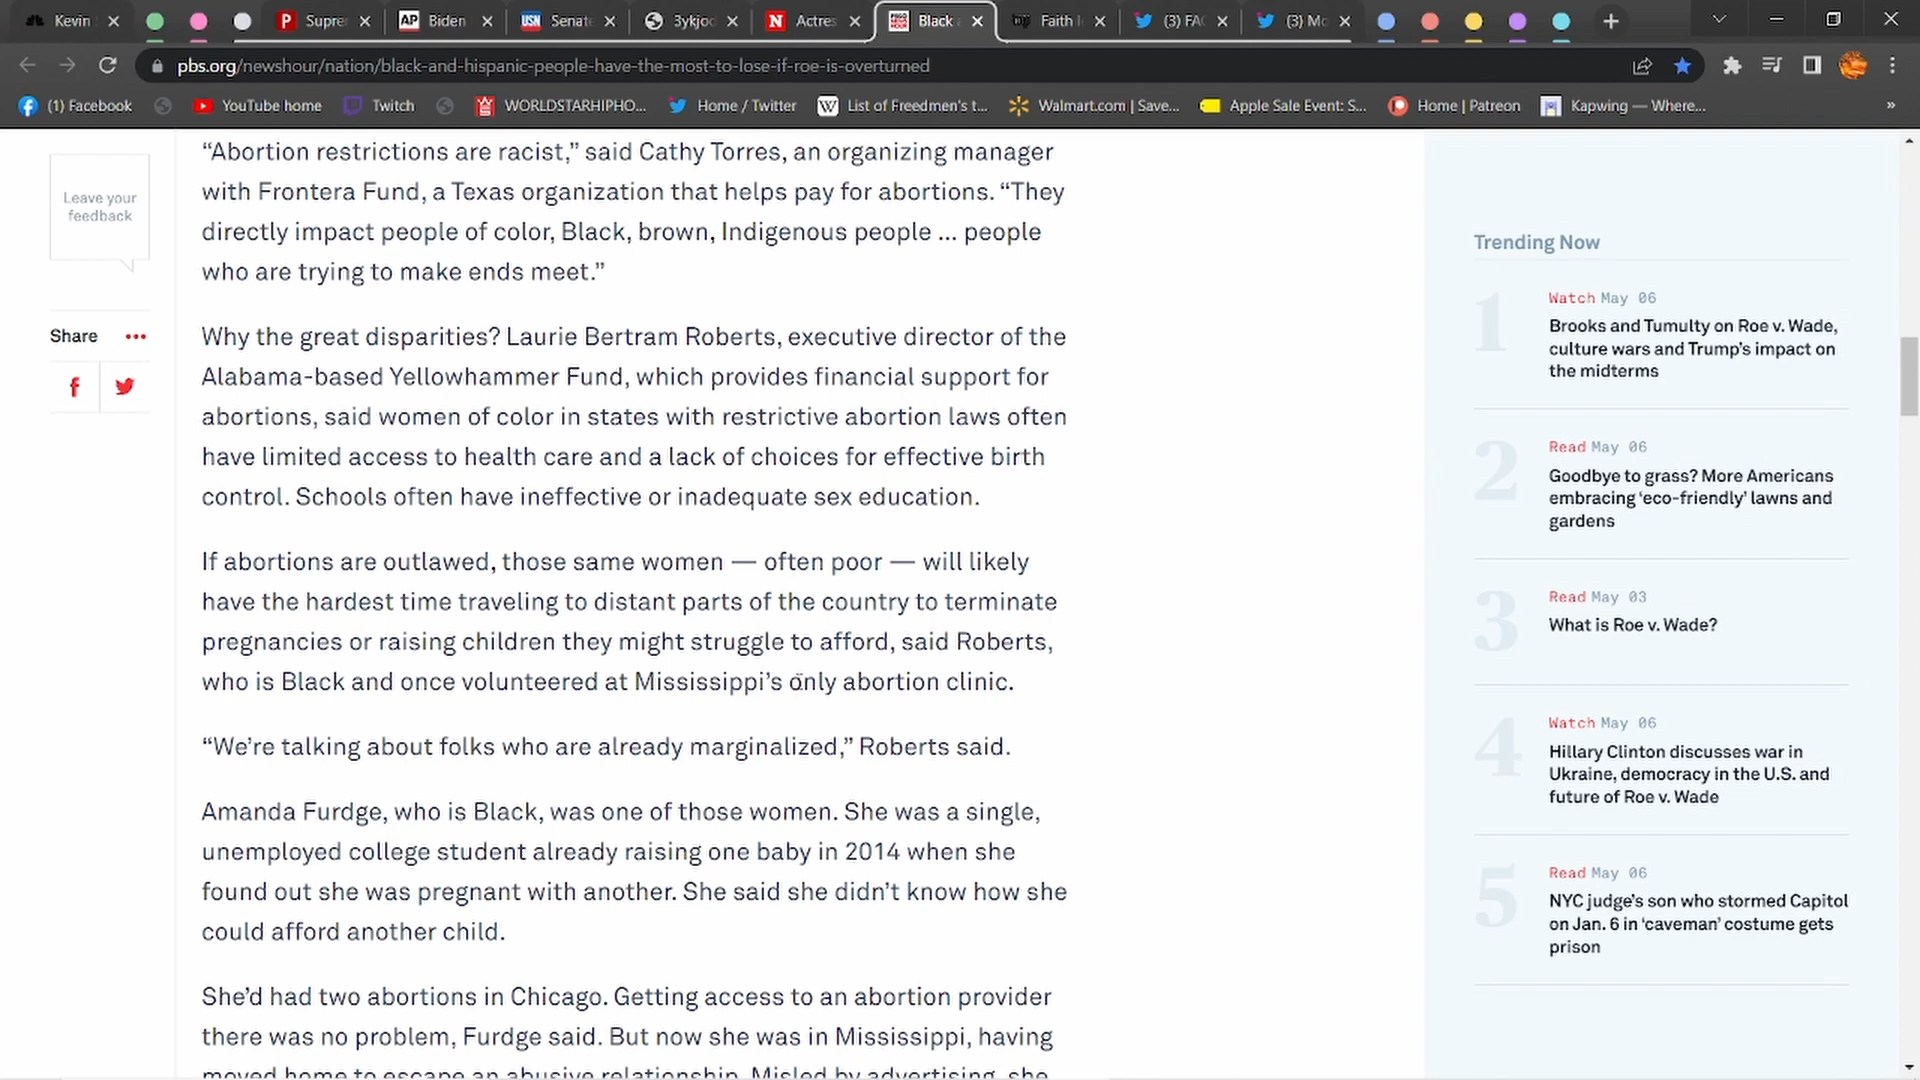 Kevin
Supren
AP
Biden
USN
Senate
3ykjoc
N
Actres
Black a
Faith I
(3) FA
(3) Mo
pbs.org/newshour/nation/black-and-hispanic-people-have-the-most-to-lose-if-roe-is-overturned
(1) Facebook
YouTube home
Twitch
WORLDSTARHIPHO...
Home / Twitter
W
List of Freedmen's t...
Walmart.com | Save...
Apple Sale Event: S...
Home | Patreon
Kapwing — Where...
»
Leave your
feedback
Share
“Abortion restrictions are racist,” said Cathy Torres, an organizing manager
with Frontera Fund, a Texas organization that helps pay for abortions. “They
directly impact people of color, Black, brown, Indigenous people ... people
who are trying to make ends meet.”
Why the great disparities? Laurie Bertram Roberts, executive director of the
Alabama-based Yellowhammer Fund, which provides financial support for
abortions, said women of color in states with restrictive abortion laws often
have limited access to health care and a lack of choices for effective birth
control. Schools often have ineffective or inadequate sex education.
If abortions are outlawed, those same women — often poor — will likely
have the hardest time traveling to distant parts of the country to terminate
pregnancies or raising children they might struggle to afford, said Roberts,
who is Black and once volunteered at Mississippi’s only abortion clinic.
“We’re talking about folks who are already marginalized,” Roberts said.
Amanda Furdge, who is Black, was one of those women. She was a single,
unemployed college student already raising one baby in 2014 when she
found out she was pregnant with another. She said she didn’t know how she
could afford another child.
She’d had two abortions in Chicago. Getting access to an abortion provider
there was no problem, Furdge said. But now she was in Mississippi, having
moved home to escape an abusive relationship. Misled by advertising, she
Trending Now
1
Watch May 06
Brooks and Tumulty on Roe v. Wade,
culture wars and Trump’s impact on
the midterms
2
Read May 06
Goodbye to grass? More Americans
embracing ‘eco-friendly’ lawns and
gardens
3
Read May 03
What is Roe v. Wade?
4
Watch May 06
Hillary Clinton discusses war in
Ukraine, democracy in the U.S. and
future of Roe v. Wade
5
Read May 06
NYC judge’s son who stormed Capitol
on Jan. 6 in ‘caveman’ costume gets
prison